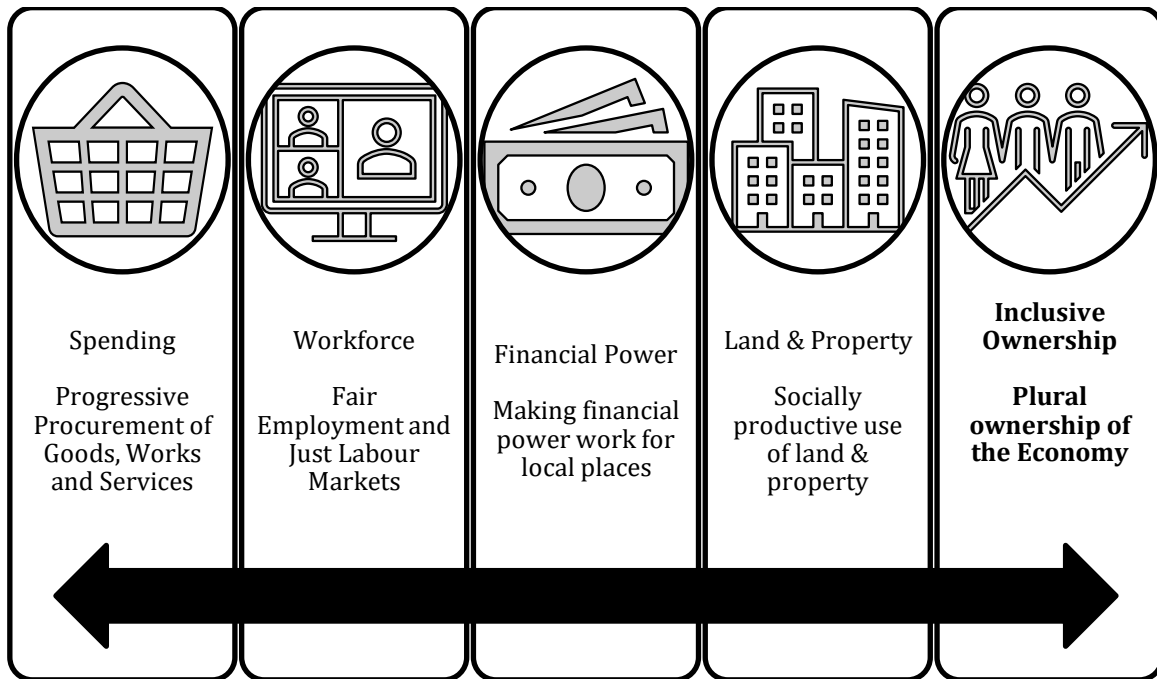 Spending
Progressive
Procurement of
Goods, Works
and Services
Workforce
Fair
Employment and
Just Labour
Markets
Financial Power
Making financial
power work for
local places
Land & Property
Socially
productive use
of land &
property
Inclusive
Ownership
Plural
ownership of
the Economy